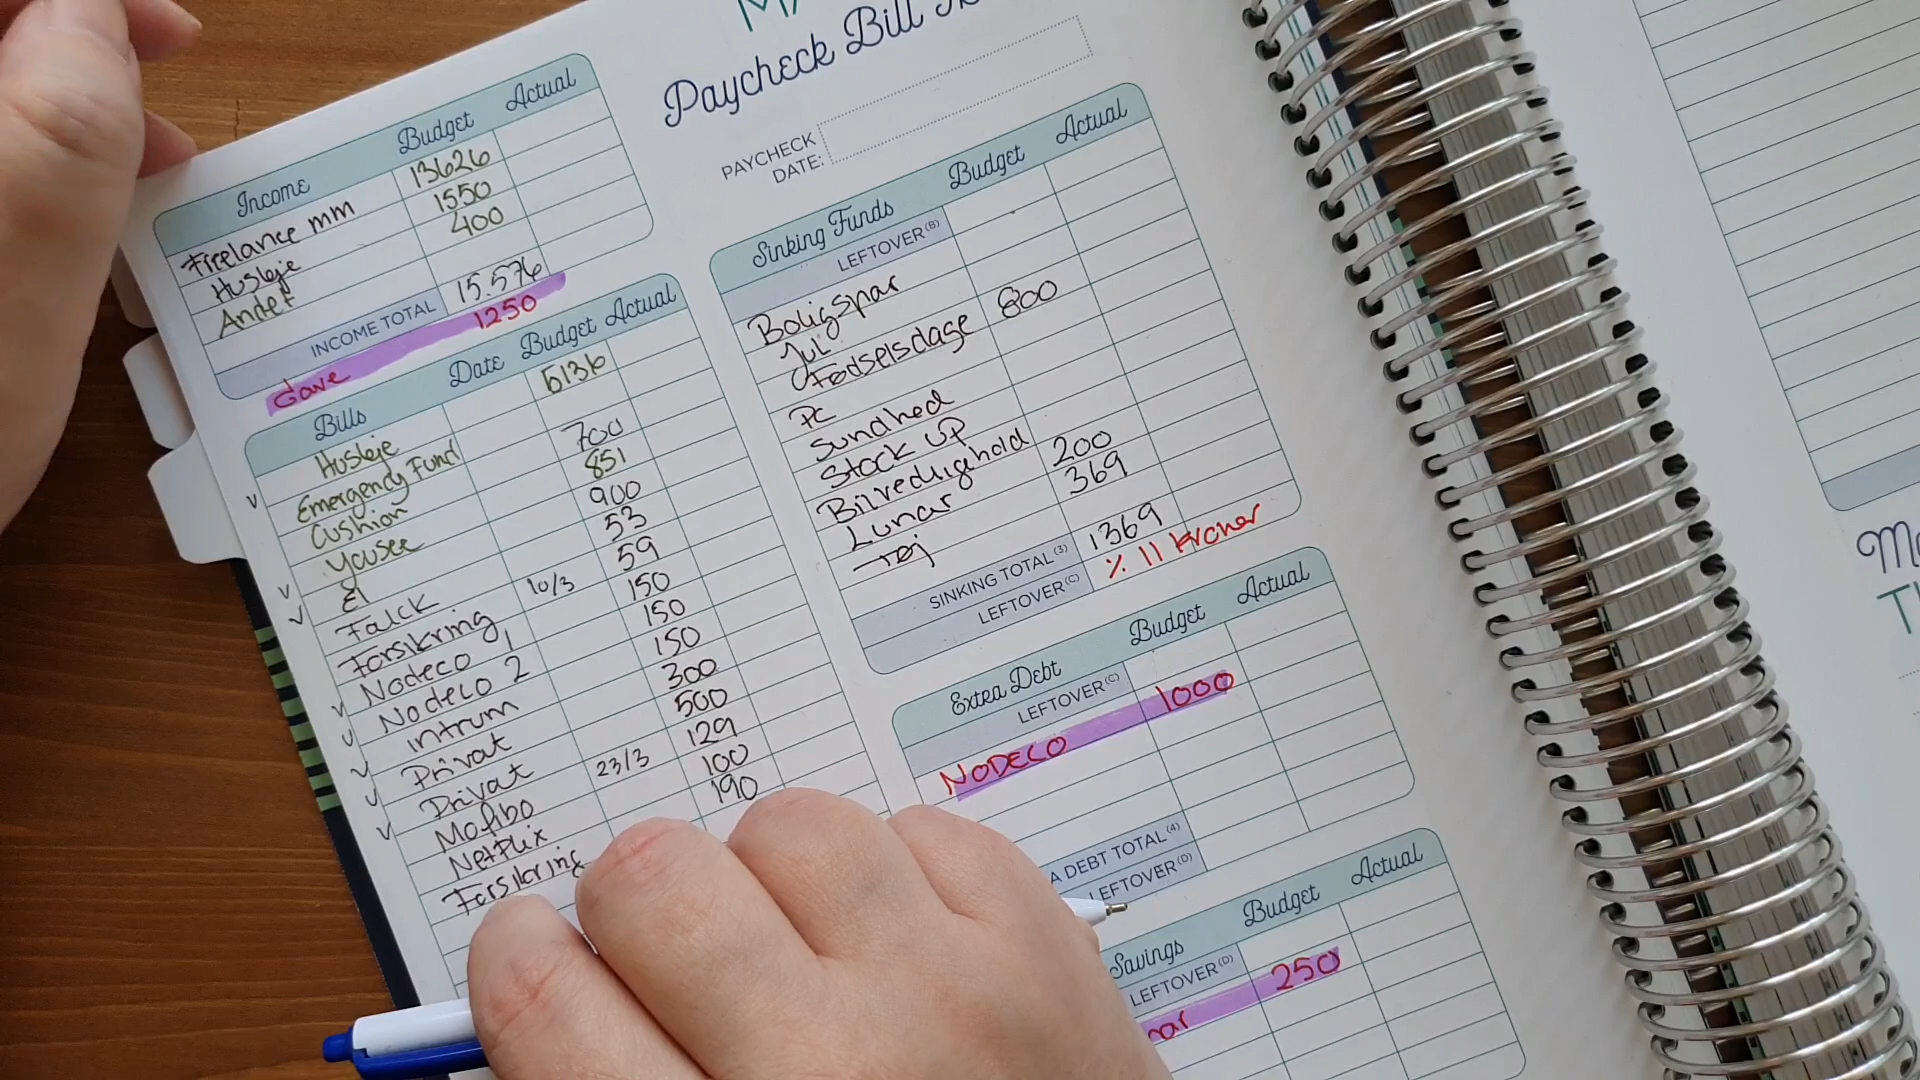 Paycheck Bill
PAYCHECK DATE:
Income Budget Actual
Freelance mm 13626
Husleje 1550
Andet 400
INCOME TOTAL 15.576
Gave 1250
Bills Date Budget Actual
Husleje 5136
Emergency Fund
Cushion 700
Yousee 851
El 900
Falck 53
Forsikring 10/3 59
Nodeco 1 150
Nodeco 2 150
intrum 150
Privat 300
Privat 500
Mofibo 23/3 129
Netflix 100
Forsikring 190
Sinking Funds Budget Actual
LEFTOVER (B)
Boligspar
Jul
Fødselsdage 800
PC
Sundhed
Stock UP
Bilvedligehold
Lunar 200
Tøj 369
SINKING TOTAL (3) 1369
LEFTOVER (C) % 11 kroner
Extra Debt Budget Actual
LEFTOVER (C)
NODECO 1000
A DEBT TOTAL (4)
LEFTOVER (D)
Savings Budget Actual
LEFTOVER (D)
nar 250